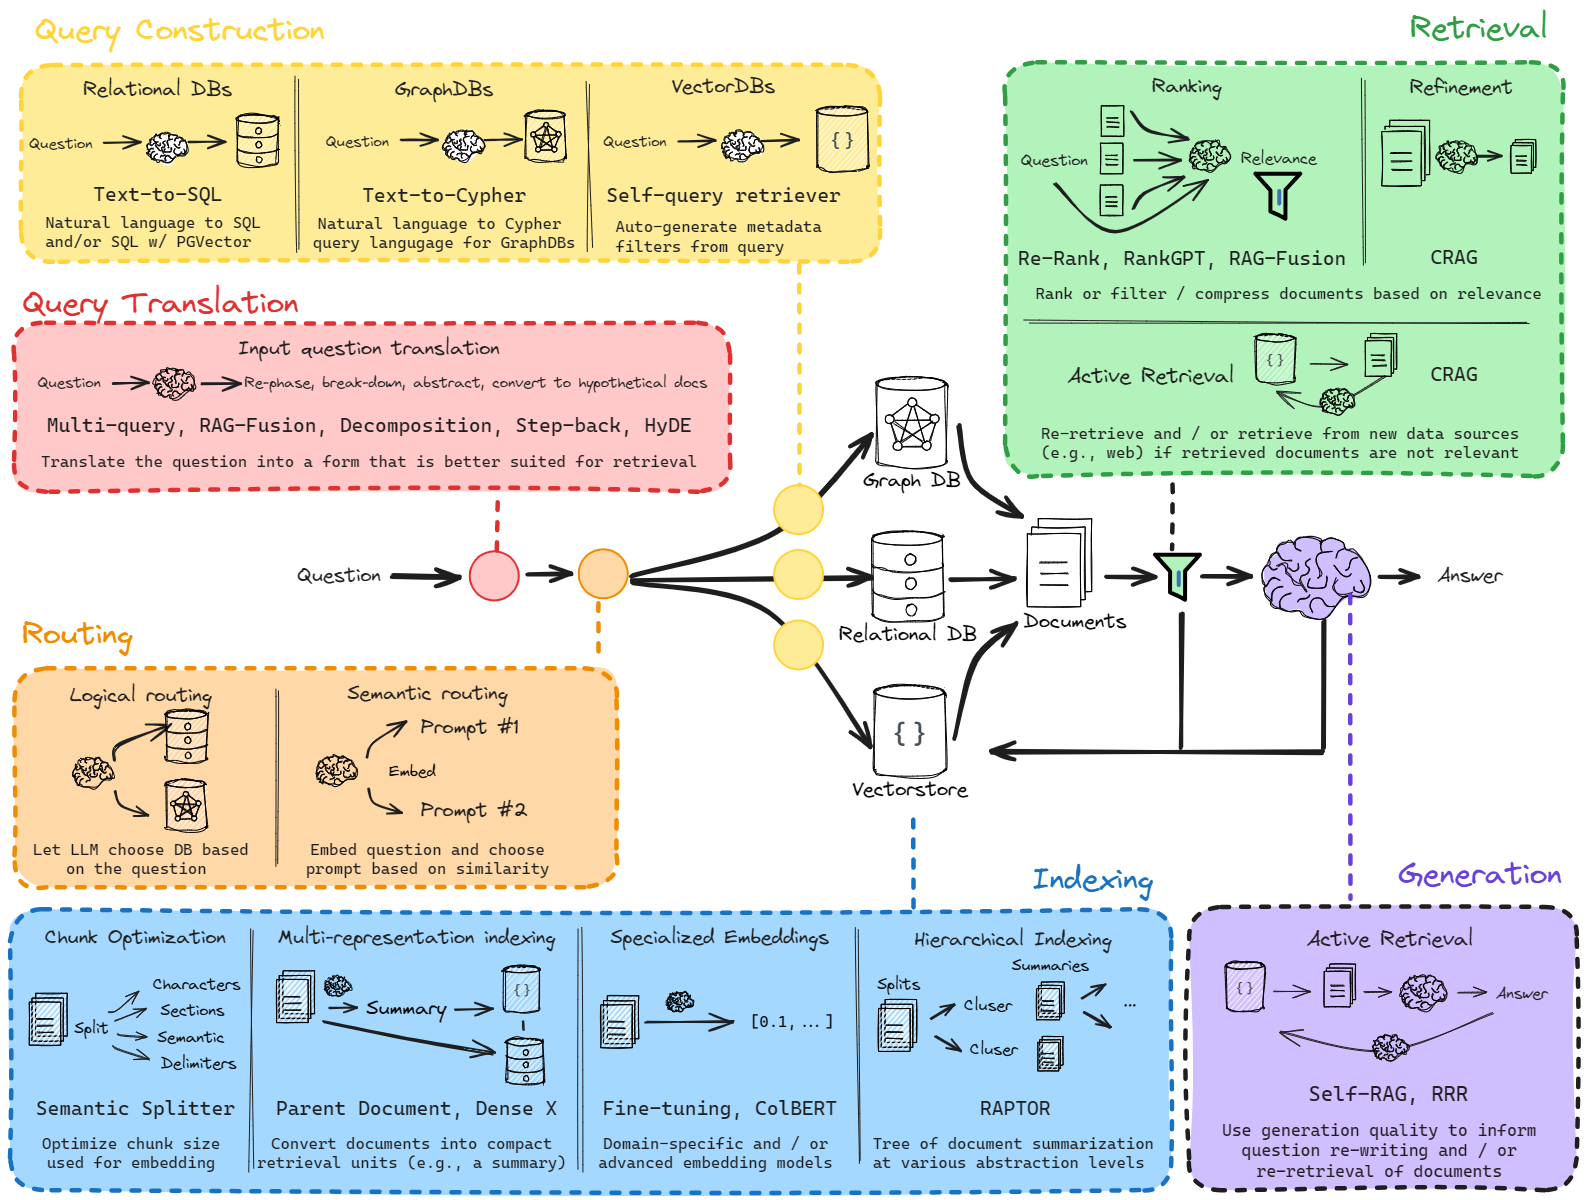 Query Construction
Relational DBs
Question
Text-to-SQL
Natural language to SQL
and/or SQL w/ PGVector
GraphDBs
Question
Text-to-Cypher
Natural language to Cypher
query langugage for GraphDBs
VectorDBs
Question
{ }
Self-query retriever
Auto-generate metadata
filters from query
Retrieval
Ranking
Question
Relevance
Re-Rank, RankGPT, RAG-Fusion
Refinement
CRAG
Rank or filter / compress documents based on relevance
{ }
Active Retrieval
CRAG
Re-retrieve and / or retrieve from new data sources
(e.g., web) if retrieved documents are not relevant
Query Translation
Input question translation
Question
Re-phase, break-down, abstract, convert to hypothetical docs
Multi-query, RAG-Fusion, Decomposition, Step-back, HyDE
Translate the question into a form that is better suited for retrieval
Question
Graph DB
Relational DB
{ }
Vectorstore
Documents
Answer
Routing
Logical routing
Let LLM choose DB based
on the question
Semantic routing
Prompt #1
Embed
Prompt #2
Embed question and choose
prompt based on similarity
Indexing
Chunk Optimization
Split
Characters
Sections
Semantic
Delimiters
Semantic Splitter
Optimize chunk size
used for embedding
Multi-representation indexing
Summary
{ }
Parent Document, Dense X
Convert documents into compact
retrieval units (e.g., a summary)
Specialized Embeddings
[0.1, ...]
Fine-tuning, ColBERT
Domain-specific and / or
advanced embedding models
Hierarchical Indexing
Summaries
Splits
Cluser
Cluser
...
RAPTOR
Tree of document summarization
at various abstraction levels
Generation
Active Retrieval
{ }
Answer
Self-RAG, RRR
Use generation quality to inform
question re-writing and / or
re-retrieval of documents